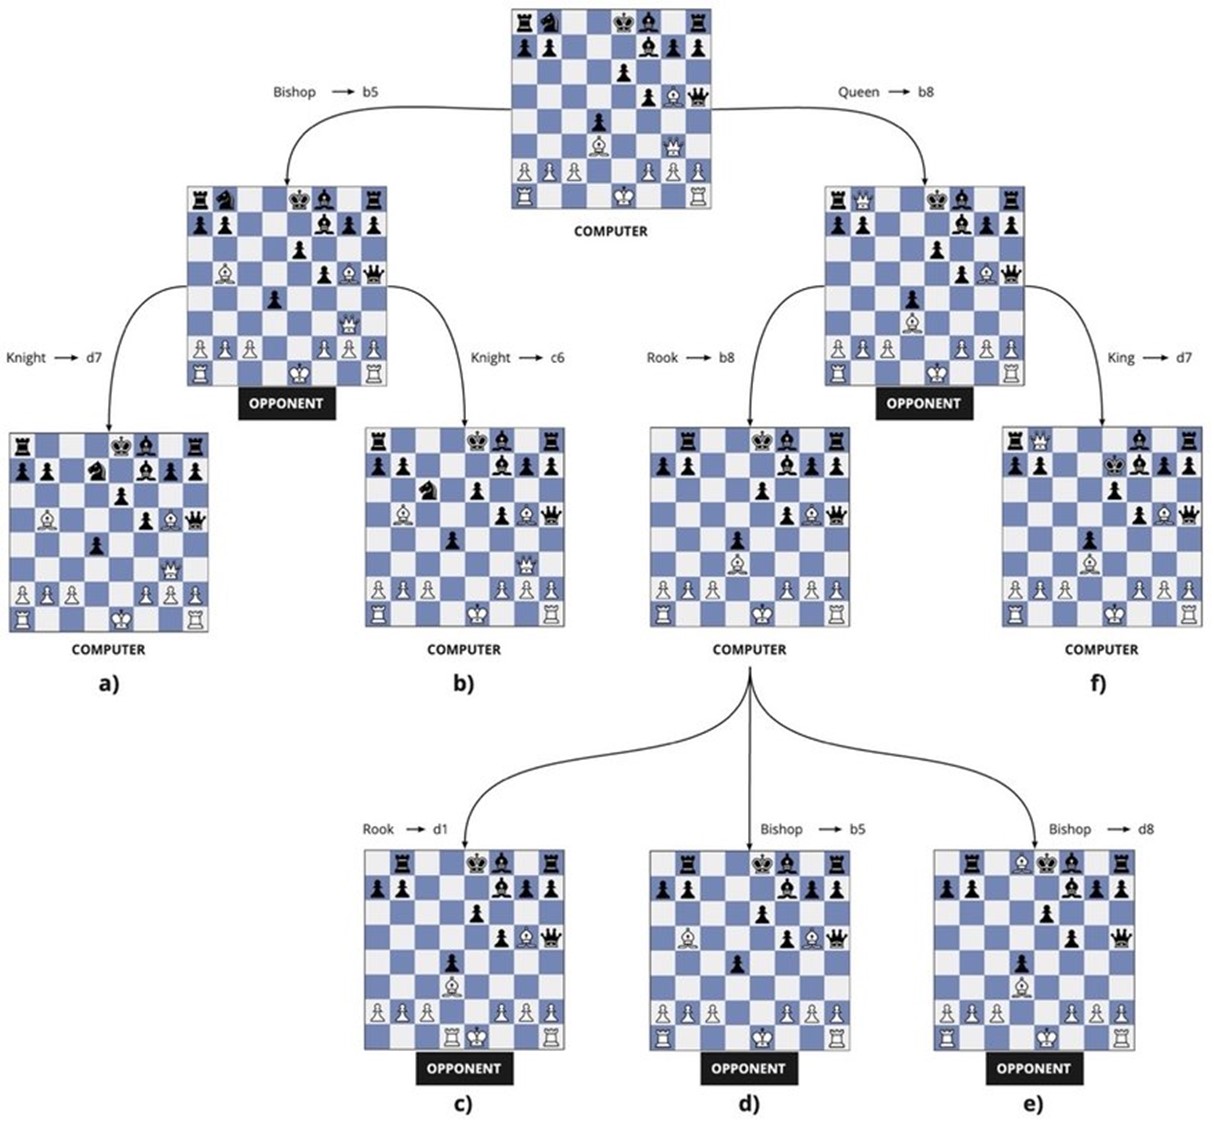 Bishop → b5
Queen → b8
COMPUTER
Knight → d7
Knight → c6
Rook → b8
King → d7
OPPONENT
OPPONENT
COMPUTER
COMPUTER
COMPUTER
COMPUTER
a)
b)
f)
Rook → d1
Bishop → b5
Bishop → d8
OPPONENT
OPPONENT
OPPONENT
c)
d)
e)